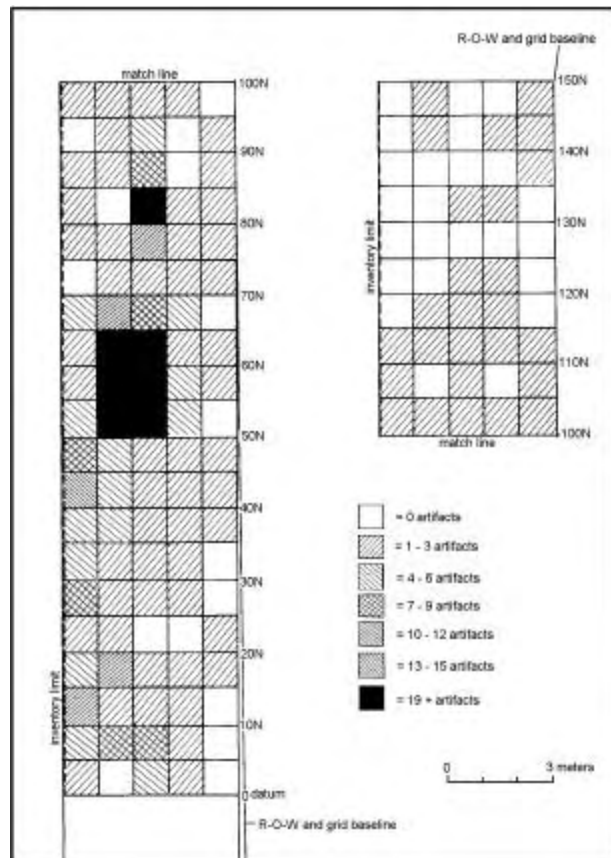 match line
100N
90N
80N
70N
60N
50N
40N
30N
20N
10N
0 datum
inventory limit
R-O-W and grid baseline
R-O-W and grid baseline
150N
140N
130N
120N
110N
100N
match line
inventory limit
= 0 artifacts
= 1 - 3 artifacts
= 4 - 6 artifacts
= 7 - 9 artifacts
= 10 - 12 artifacts
= 13 - 15 artifacts
= 19 + artifacts
0 3 meters